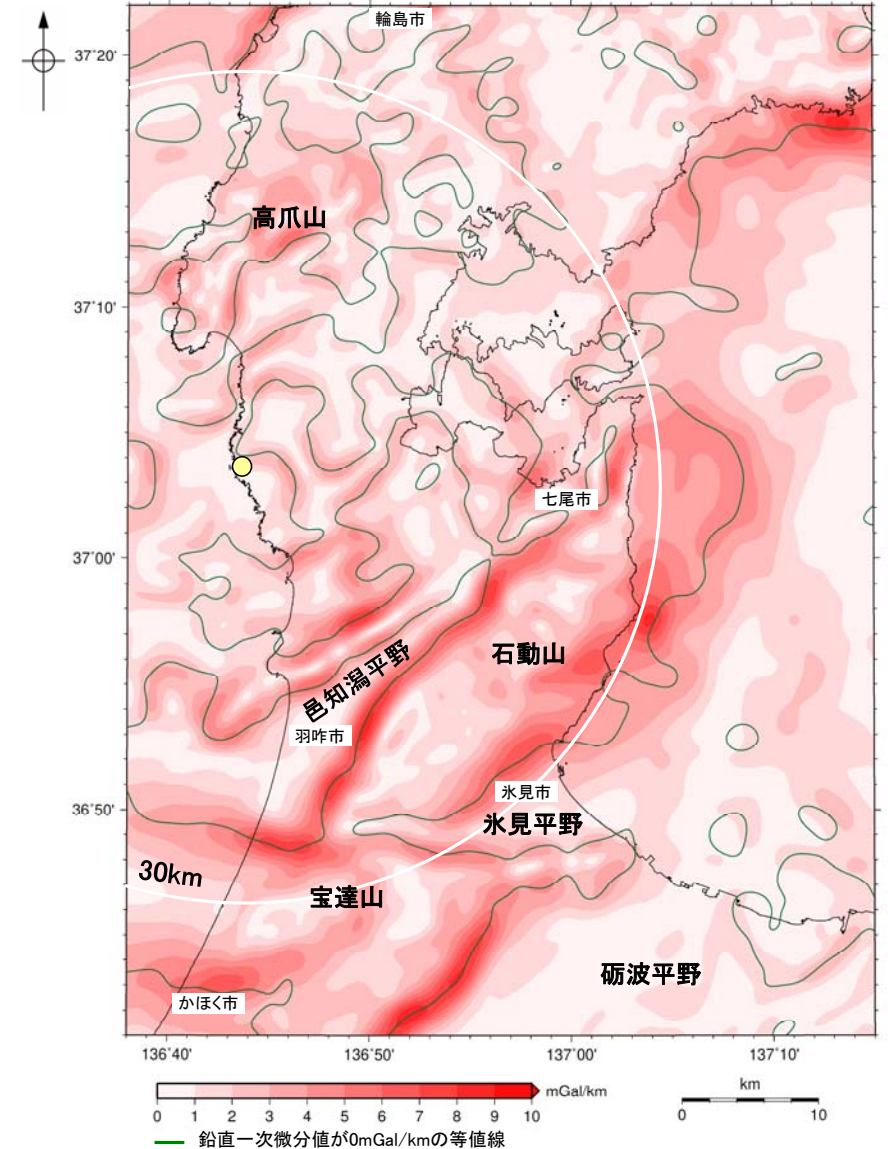 輪島市
37˚20'
高爪山
37˚10'
七尾市
37˚00'
石動山
邑知潟平野
羽咋市
氷見市
36˚50'
氷見平野
30km
宝達山
砺波平野
かほく市
136˚40' 136˚50' 137˚00' 137˚10'
mGal/km
0 1 2 3 4 5 6 7 8 9 10
km
0 10
鉛直一次微分値が0mGal/kmの等値線